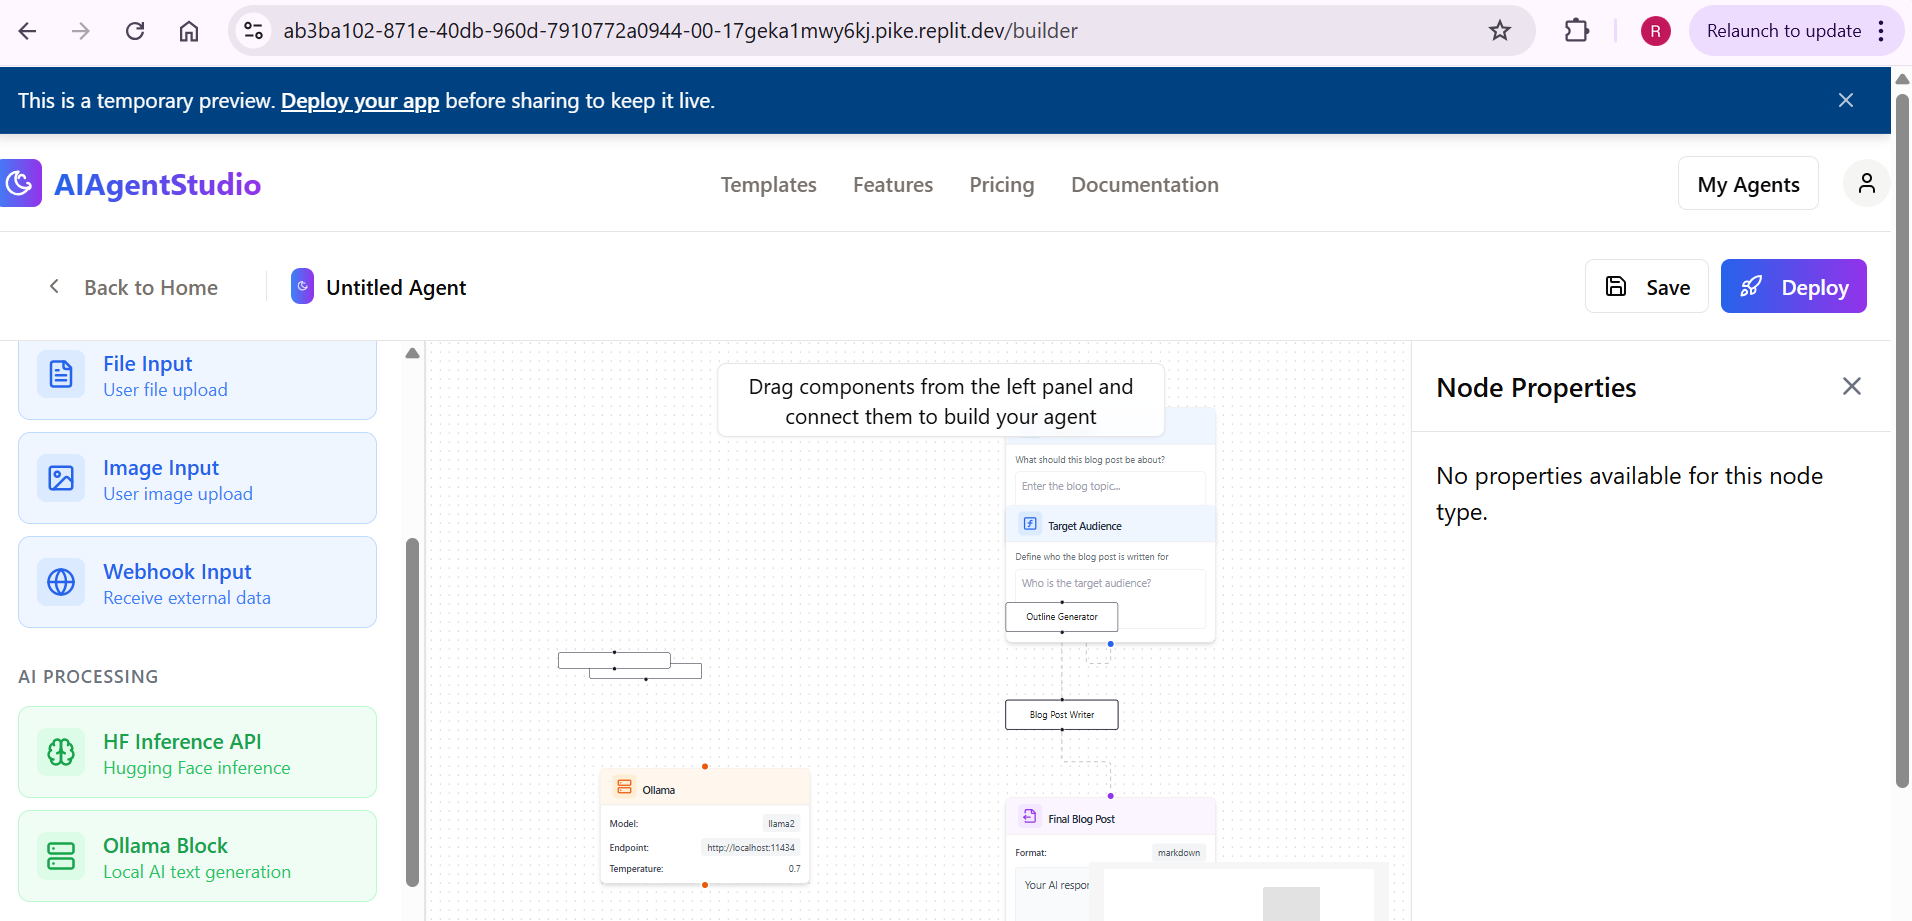 ab3ba102-871e-40db-960d-7910772a0944-00-17geka1mwy6kj.pike.replit.dev/builder
R
Relaunch to update
This is a temporary preview. Deploy your app before sharing to keep it live.
AIAgentStudio
Templates
Features
Pricing
Documentation
My Agents
Back to Home
Untitled Agent
Save
Deploy
File Input
User file upload
Image Input
User image upload
Webhook Input
Receive external data
AI PROCESSING
HF Inference API
Hugging Face inference
Ollama Block
Local AI text generation
Drag components from the left panel and
connect them to build your agent
What should this blog post be about?
Enter the blog topic...
Target Audience
Define who the blog post is written for
Who is the target audience?
Outline Generator
Blog Post Writer
Ollama
Model:
llama2
Endpoint:
http://localhost:11434
Temperature:
0.7
Final Blog Post
Format:
markdown
Your AI respon
Node Properties
No properties available for this node
type.